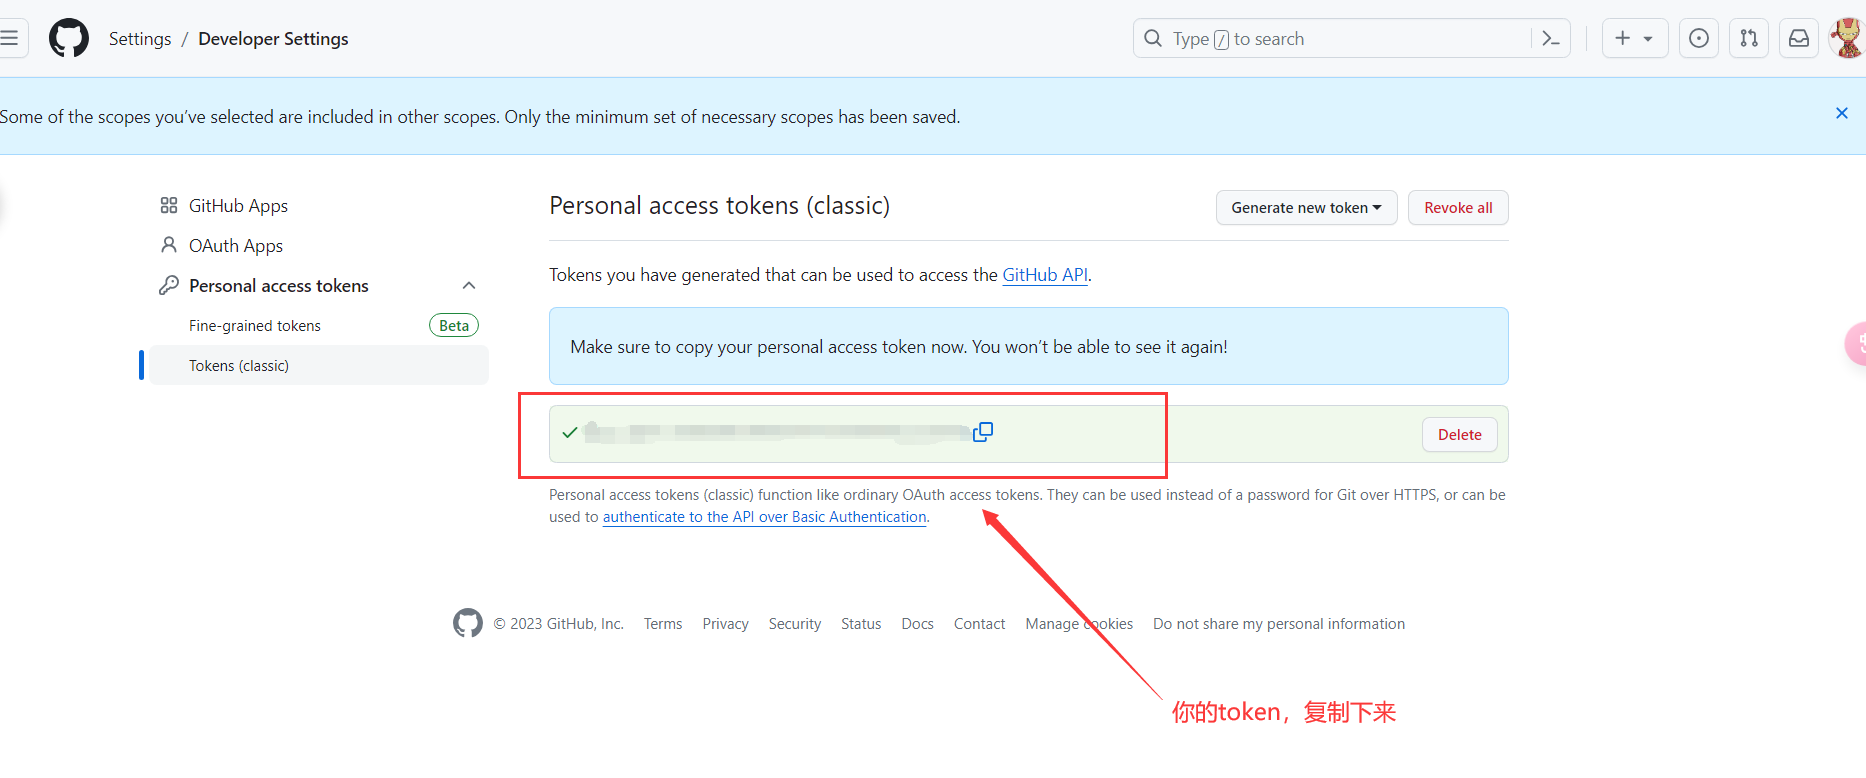 Settings / Developer Settings
Type / to search
Some of the scopes you’ve selected are included in other scopes. Only the minimum set of necessary scopes has been saved.
GitHub Apps
OAuth Apps
Personal access tokens
Fine-grained tokens Beta
Tokens (classic)
Personal access tokens (classic)
Generate new token
Revoke all
Tokens you have generated that can be used to access the GitHub API.
Make sure to copy your personal access token now. You won’t be able to see it again!
Delete
Personal access tokens (classic) function like ordinary OAuth access tokens. They can be used instead of a password for Git over HTTPS, or can be
used to authenticate to the API over Basic Authentication.
© 2023 GitHub, Inc. Terms Privacy Security Status Docs Contact Manage cookies Do not share my personal information
你的token，复制下来